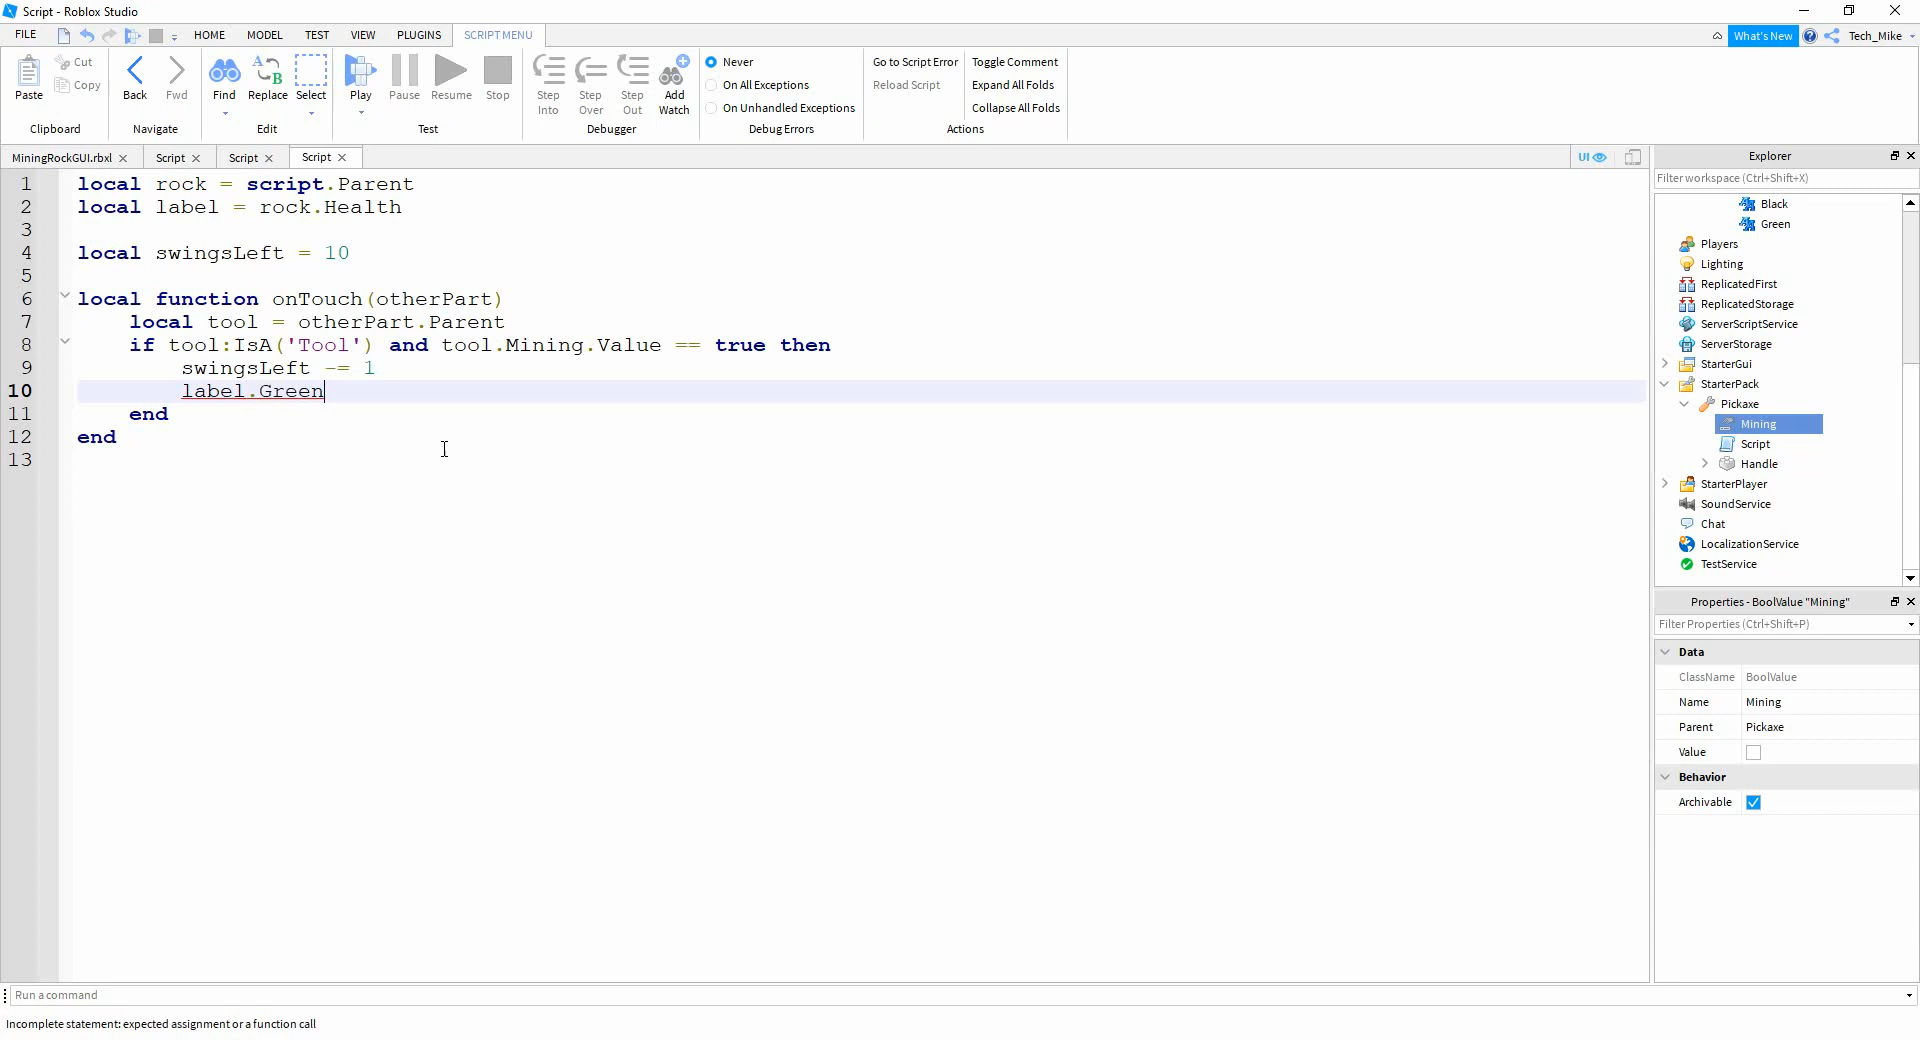 Script - Roblox Studio
FILE HOME MODEL TEST VIEW PLUGINS SCRIPT MENU What's New Tech_Mike
Paste Cut Copy Back Fwd Find Replace Select Play Pause Resume Stop Step Into Step Over Step Out Add Watch Never On All Exceptions On Unhandled Exceptions Go to Script Error Reload Script Toggle Comment Expand All Folds Collapse All Folds
Clipboard Navigate Edit Test Debugger Debug Errors Actions
MiningRockGUI.rbxl Script Script Script UI
1 local rock = script.Parent
2 local label = rock.Health
3
4 local swingsLeft = 10
5
6 local function onTouch(otherPart)
7 local tool = otherPart.Parent
8 if tool:IsA('Tool') and tool.Mining.Value == true then
9 swingsLeft -= 1
10 label.Green
11 end
12 end
13
Explorer
Filter workspace (Ctrl+Shift+X)
Black
Green
Players
Lighting
ReplicatedFirst
ReplicatedStorage
ServerScriptService
ServerStorage
StarterGui
StarterPack
Pickaxe
Mining
Script
Handle
StarterPlayer
SoundService
Chat
LocalizationService
TestService
Properties - BoolValue "Mining"
Filter Properties (Ctrl+Shift+P)
Data
ClassName BoolValue
Name Mining
Parent Pickaxe
Value
Behavior
Archivable
Run a command
Incomplete statement: expected assignment or a function call